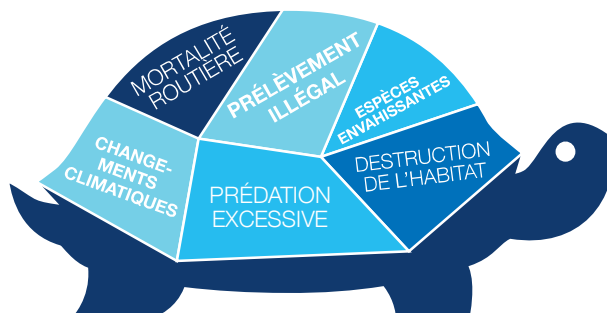 MORTALITÉ
ROUTIÈRE
PRÉLÈVEMENT
ILLÉGAL
ESPÈCES
ENVAHISSANTES
CHANGE-
MENTS
CLIMATIQUES
PRÉDATION
EXCESSIVE
DESTRUCTION
DE L'HABITAT